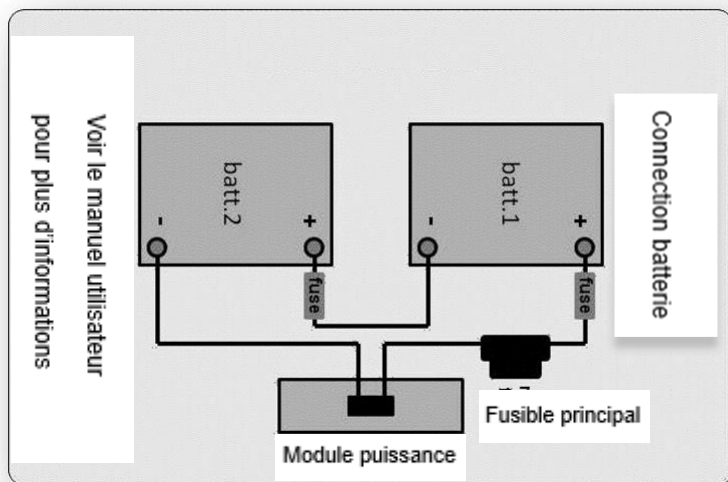 Connection batterie
batt.2
batt.1
-
+
-
+
fuse
fuse
Fusible principal
Module puissance
Voir le manuel utilisateur
pour plus d'informations